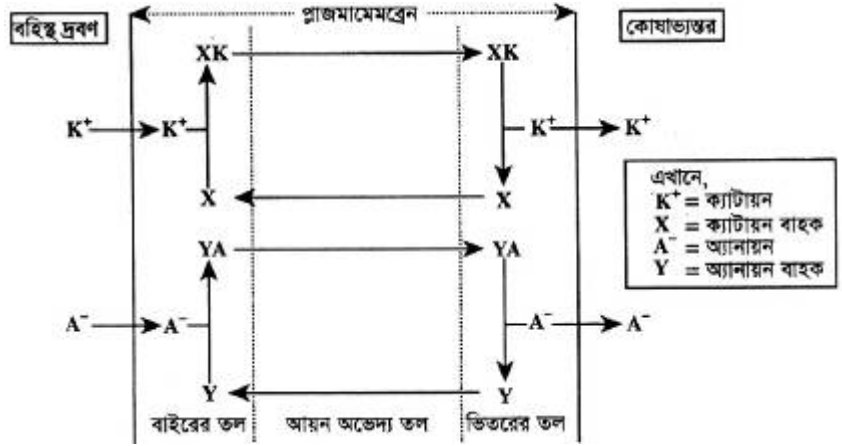 বহিস্থ দ্রবণ
প্লাজমামেমব্রেন
কোষাভ্যন্তর
XK XK
K⁺ K⁺ K⁺ K⁺
X X
এখানে,
K⁺ = ক্যাটায়ন
X = ক্যাটায়ন বাহক
A⁻ = অ্যানায়ন
Y = অ্যানায়ন বাহক
YA YA
A⁻ A⁻ A⁻ A⁻
Y Y
বাইরের তল আয়ন অভেদ্য তল ভিতরের তল